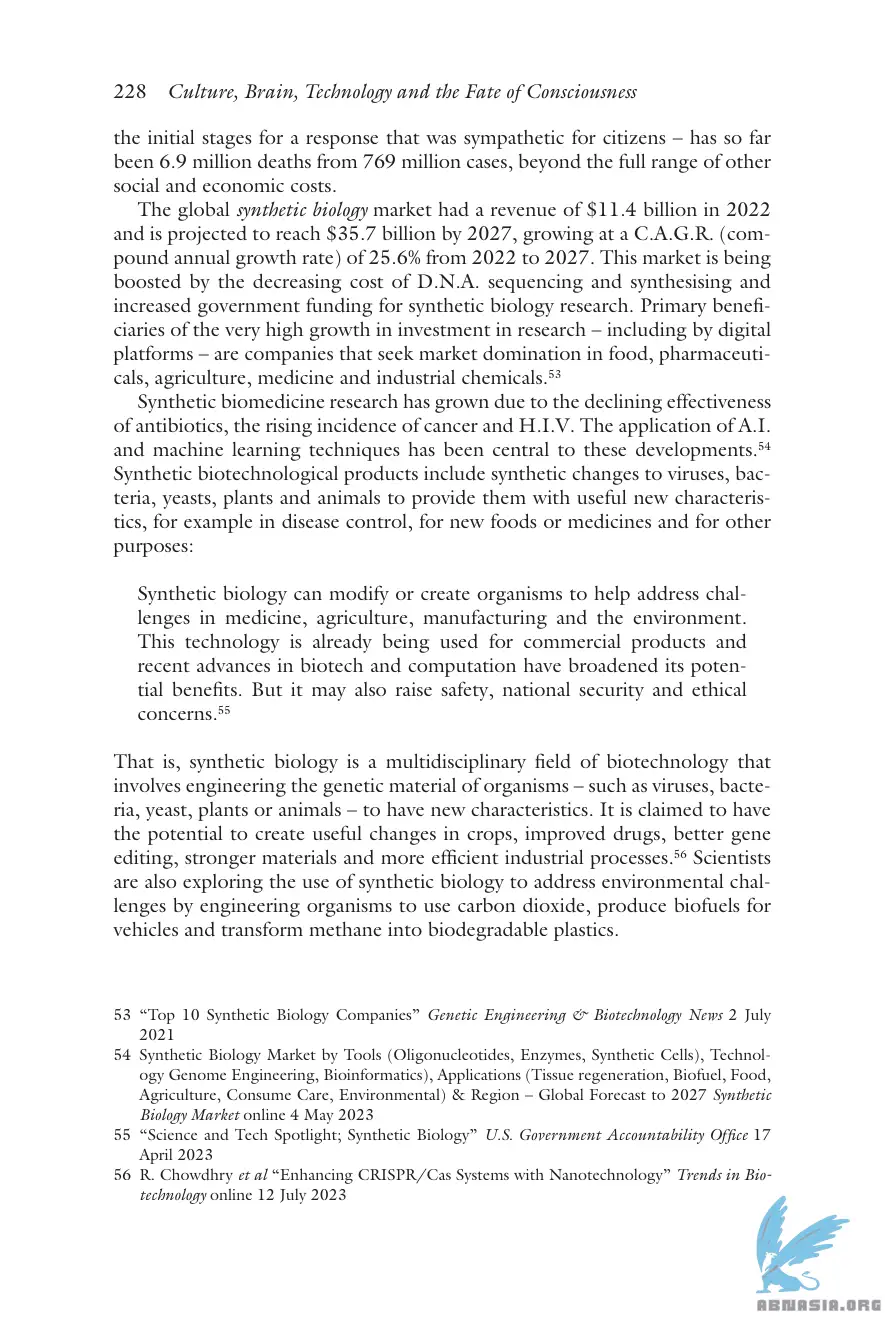 228 Culture, Brain, Technology and the Fate of Consciousness
the initial stages for a response that was sympathetic for citizens – has so far
been 6.9 million deaths from 769 million cases, beyond the full range of other
social and economic costs.
The global synthetic biology market had a revenue of $11.4 billion in 2022
and is projected to reach $35.7 billion by 2027, growing at a C.A.G.R. (com-
pound annual growth rate) of 25.6% from 2022 to 2027. This market is being
boosted by the decreasing cost of D.N.A. sequencing and synthesising and
increased government funding for synthetic biology research. Primary benefi-
ciaries of the very high growth in investment in research – including by digital
platforms – are companies that seek market domination in food, pharmaceuti-
cals, agriculture, medicine and industrial chemicals.⁵³
Synthetic biomedicine research has grown due to the declining effectiveness
of antibiotics, the rising incidence of cancer and H.I.V. The application of A.I.
and machine learning techniques has been central to these developments.⁵⁴
Synthetic biotechnological products include synthetic changes to viruses, bac-
teria, yeasts, plants and animals to provide them with useful new characteris-
tics, for example in disease control, for new foods or medicines and for other
purposes:
Synthetic biology can modify or create organisms to help address chal-
lenges in medicine, agriculture, manufacturing and the environment.
This technology is already being used for commercial products and
recent advances in biotech and computation have broadened its poten-
tial benefits. But it may also raise safety, national security and ethical
concerns.⁵⁵
That is, synthetic biology is a multidisciplinary field of biotechnology that
involves engineering the genetic material of organisms – such as viruses, bacte-
ria, yeast, plants or animals – to have new characteristics. It is claimed to have
the potential to create useful changes in crops, improved drugs, better gene
editing, stronger materials and more efficient industrial processes.⁵⁶ Scientists
are also exploring the use of synthetic biology to address environmental chal-
lenges by engineering organisms to use carbon dioxide, produce biofuels for
vehicles and transform methane into biodegradable plastics.
53 “Top 10 Synthetic Biology Companies” Genetic Engineering & Biotechnology News 2 July
2021
54 Synthetic Biology Market by Tools (Oligonucleotides, Enzymes, Synthetic Cells), Technol-
ogy Genome Engineering, Bioinformatics), Applications (Tissue regeneration, Biofuel, Food,
Agriculture, Consume Care, Environmental) & Region – Global Forecast to 2027 Synthetic
Biology Market online 4 May 2023
55 “Science and Tech Spotlight; Synthetic Biology” U.S. Government Accountability Office 17
April 2023
56 R. Chowdhry et al “Enhancing CRISPR/Cas Systems with Nanotechnology” Trends in Bio-
technology online 12 July 2023
ABNASIA.ORG